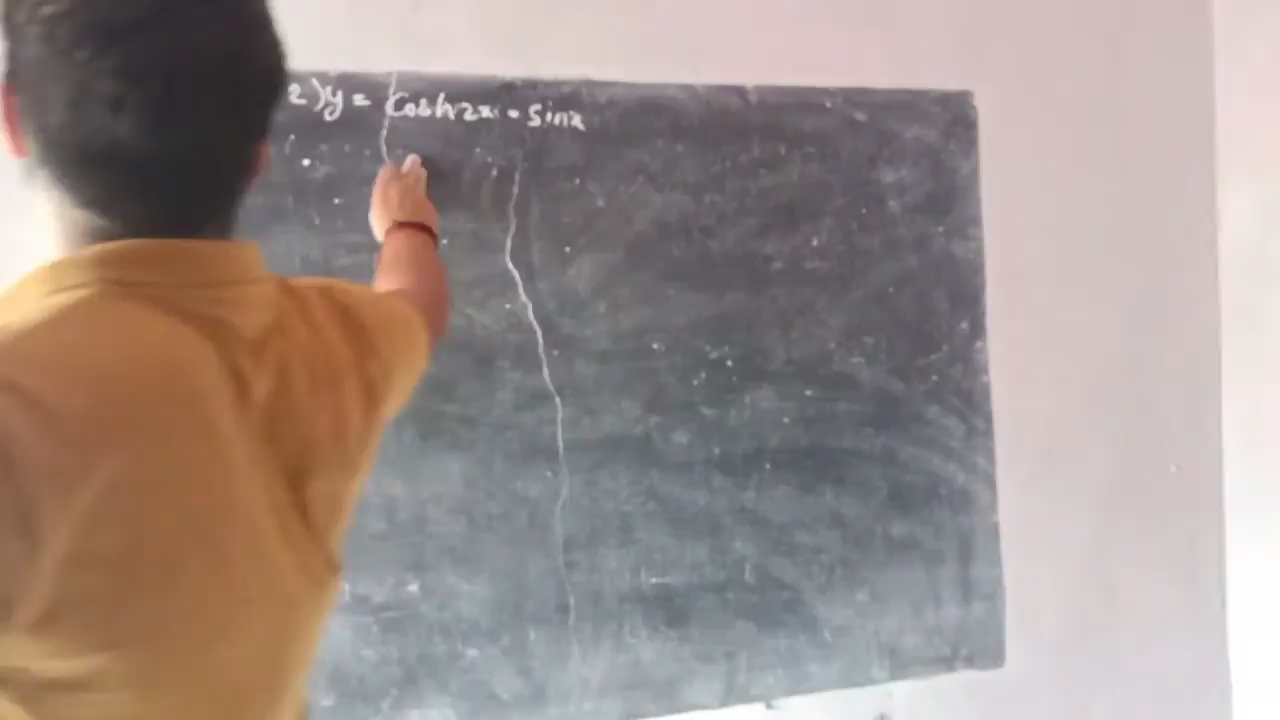 2) y = cosh2x · sinx